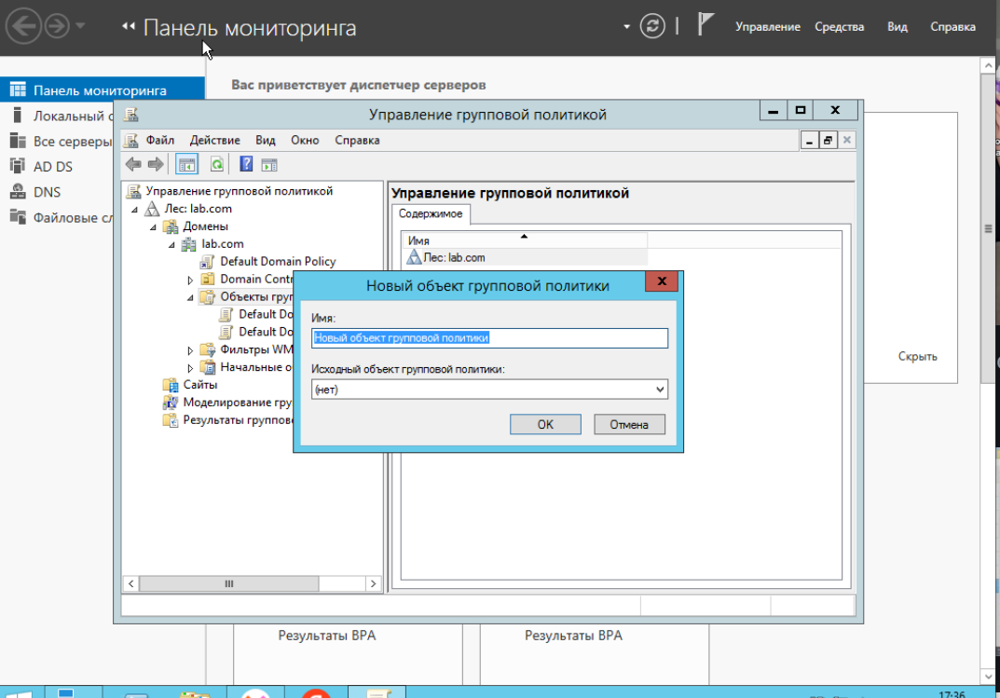 Панель мониторинга
Управление Средства Вид Справка
Панель мониторинга
Локальный с
Все серверы
AD DS
DNS
Файловые сл
Вас приветствует диспетчер серверов
Управление групповой политикой
Файл Действие Вид Окно Справка
Управление групповой политикой
Лес: lab.com
Домены
lab.com
Default Domain Policy
Domain Contr
Объекты груп
Default Do
Default Do
Фильтры WM
Начальные о
Сайты
Моделирование гру
Результаты группов
Управление групповой политикой
Содержимое
Имя
Лес: lab.com
Новый объект групповой политики
Имя:
Новый объект групповой политики
Исходный объект групповой политики:
(нет)
OK Отмена
Скрыть
Результаты BPA
Результаты BPA
17:36